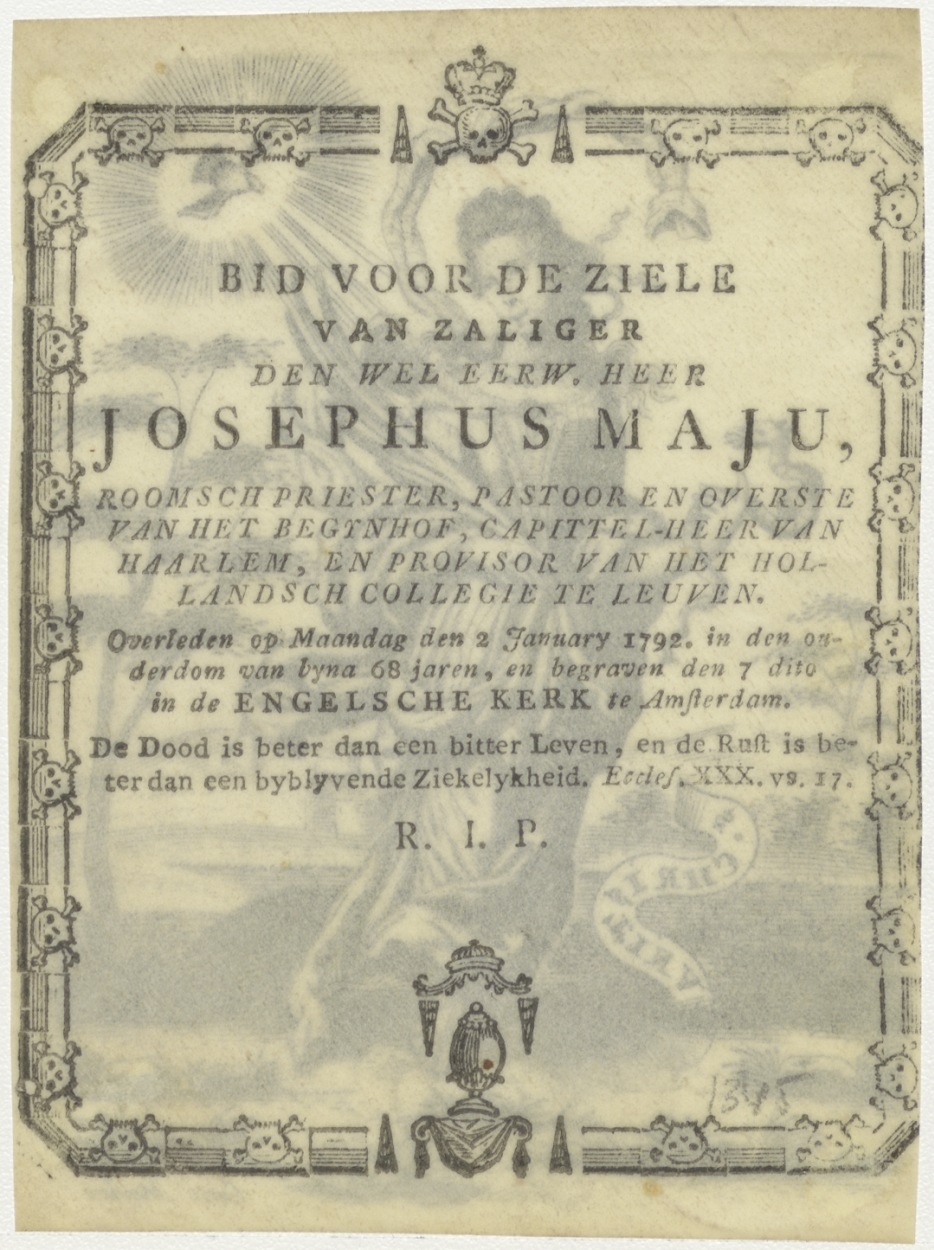 BID VOOR DE ZIELE
VAN ZALIGER
DEN WEL EERW. HEER
JOSEPHUS MAJU,
ROOMSCH PRIESTER, PASTOOR EN OVERSTE
VAN HET BEGYNHOF, CAPITTEL-HEER VAN
HAARLEM, EN PROVISOR VAN HET HOL-
LANDSCH COLLEGIE TE LEUVEN.
Overleden op Maandag den 2 January 1792. in den ou-
derdom van byna 68 jaren, en begraven den 7 dito
in de ENGELSCHE KERK te Amſterdam.
De Dood is beter dan een bitter Leven, en de Ruſt is be-
ter dan een byblyvende Ziekelykheid. Eccleſ. XXX. vs. 17.
R. I. P.